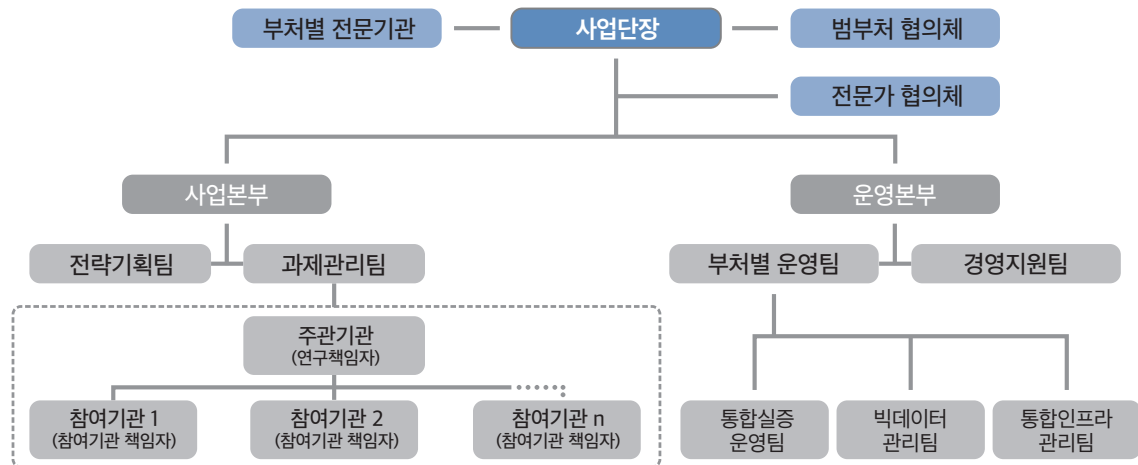 부처별 전문기관
사업단장
범부처 협의체
전문가 협의체
사업본부
운영본부
전략기획팀
과제관리팀
부처별 운영팀
경영지원팀
주관기관
(연구책임자)
참여기관 1
(참여기관 책임자)
참여기관 2
(참여기관 책임자)
참여기관 n
(참여기관 책임자)
통합실증
운영팀
빅데이터
관리팀
통합인프라
관리팀